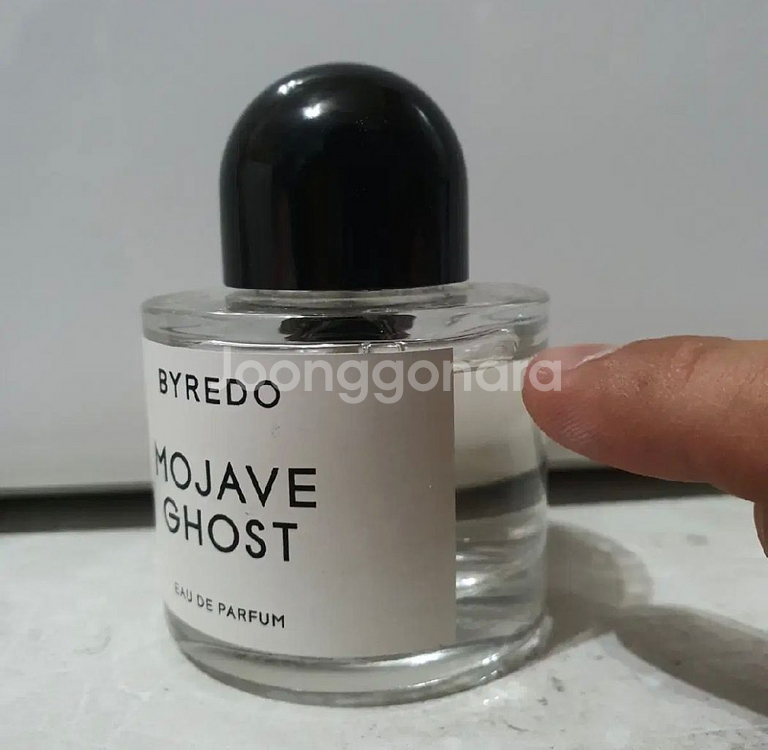 BYREDO
loonggonara
MOJAVE
GHOST
EAU DE PARFUM